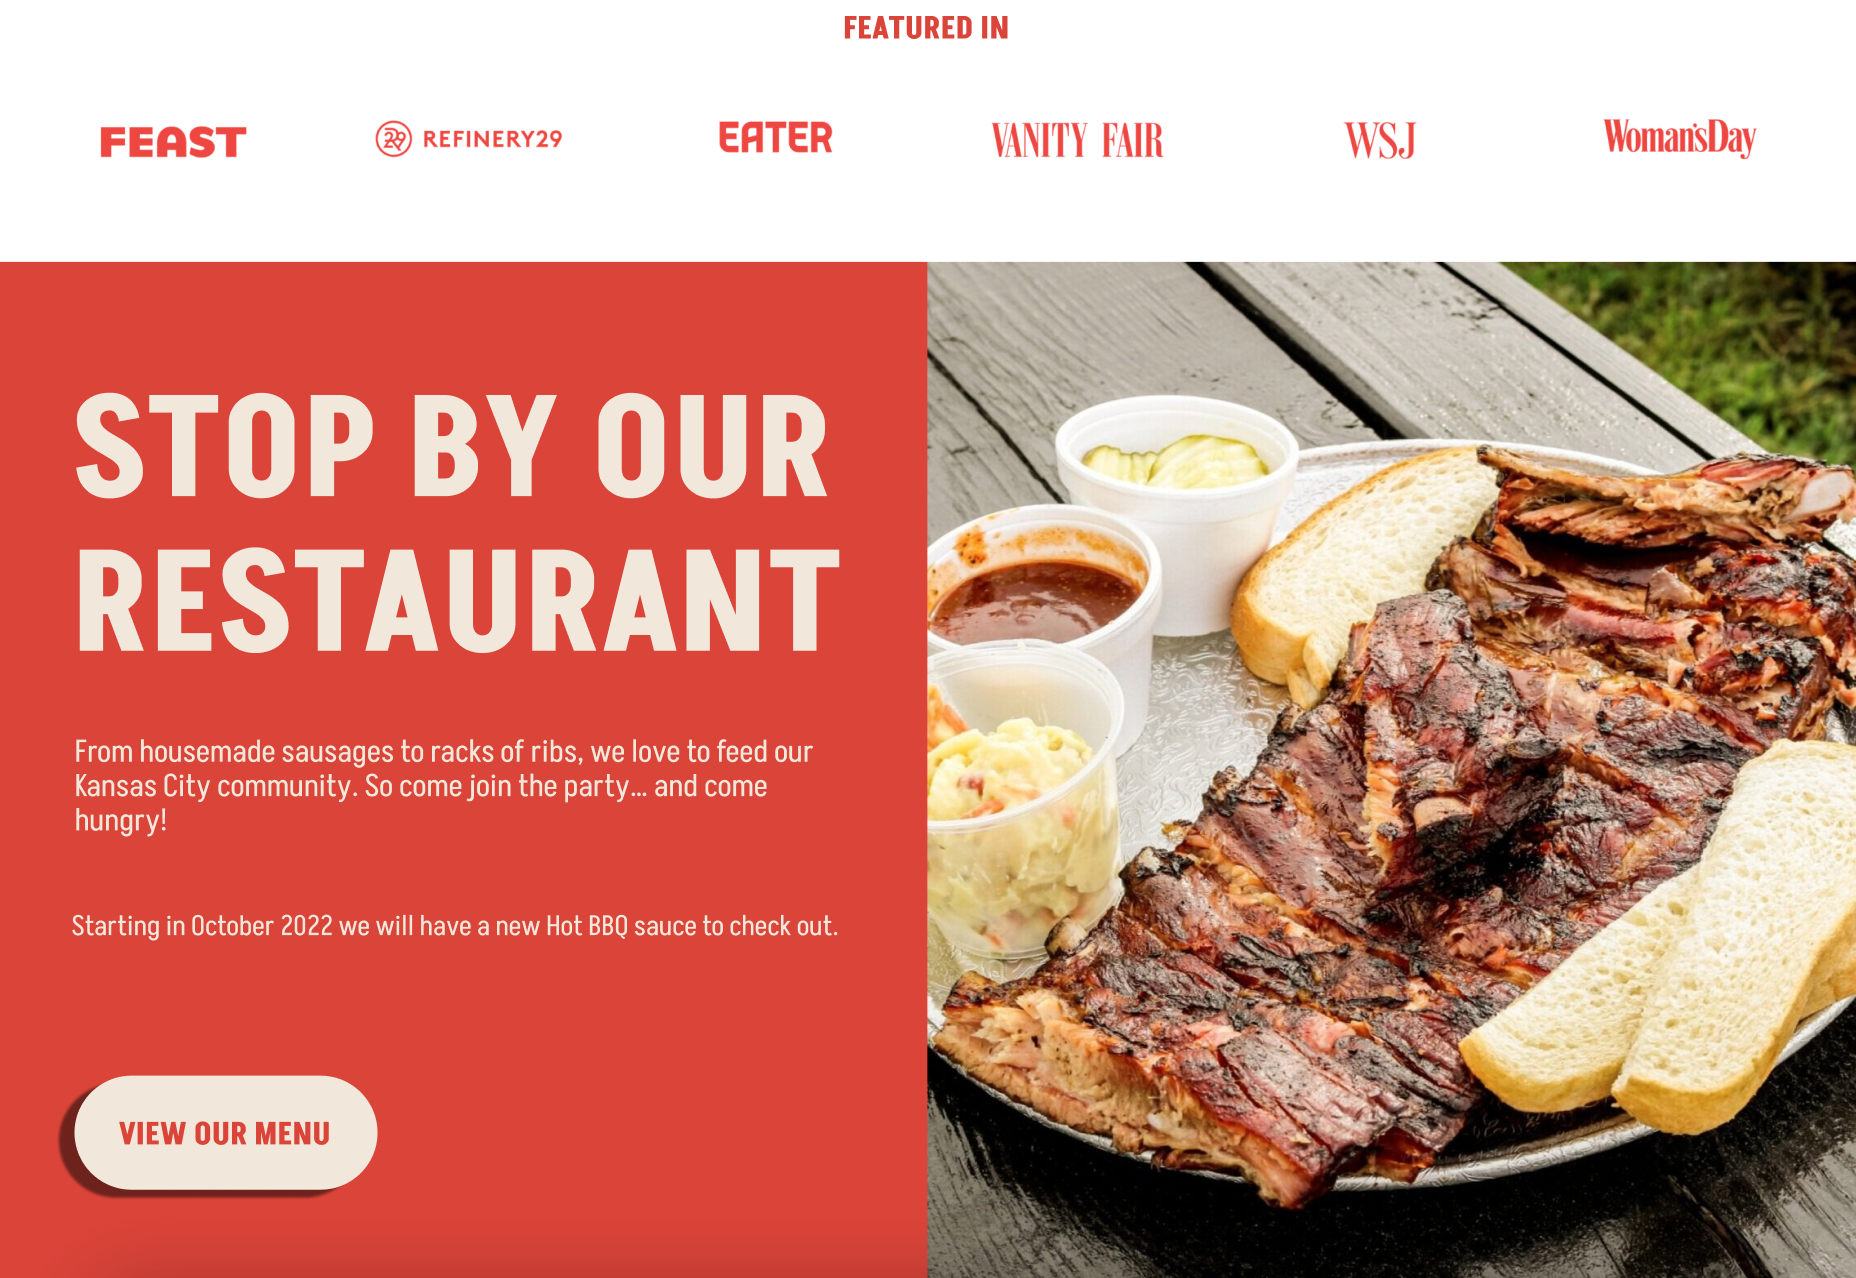 FEATURED IN
FEAST
REFINERY29
EATER
VANITY FAIR
WSJ
Woman'sDay
STOP BY OUR
RESTAURANT
From housemade sausages to racks of ribs, we love to feed our
Kansas City community. So come join the party... and come
hungry!
Starting in October 2022 we will have a new Hot BBQ sauce to check out.
VIEW OUR MENU